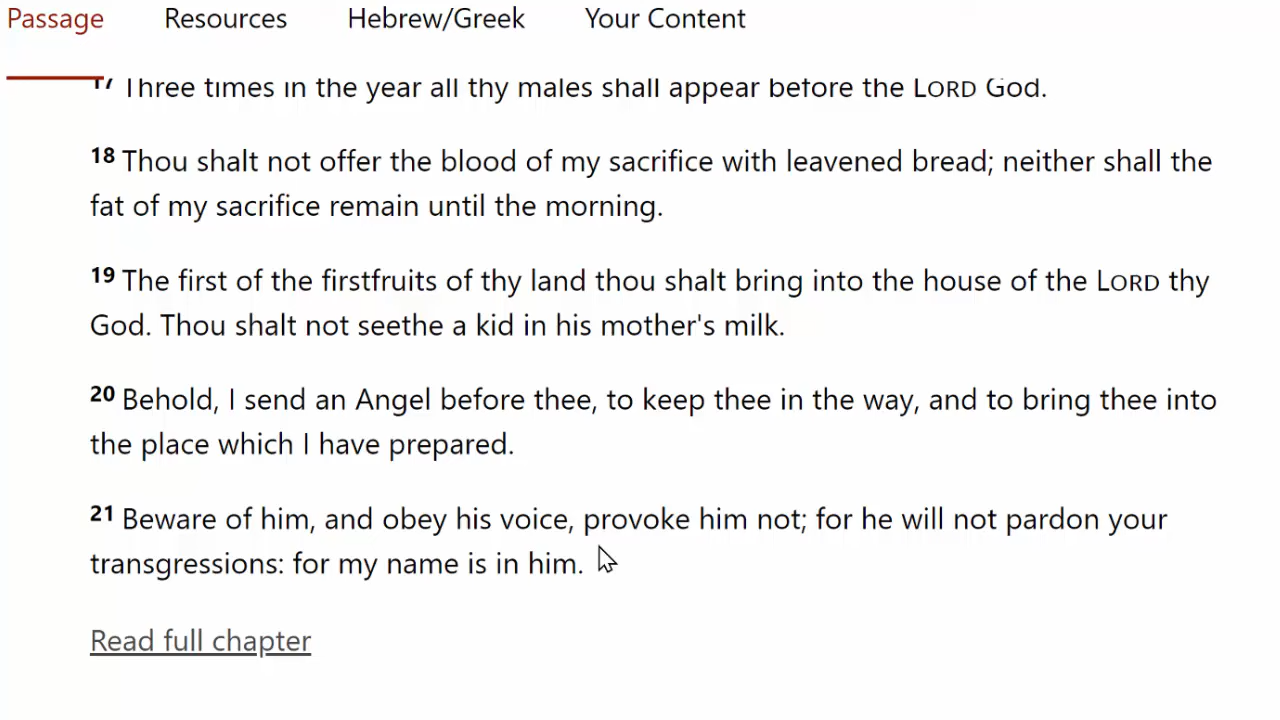 Passage Resources Hebrew/Greek Your Content
17 Three times in the year all thy males shall appear before the LORD God.
18 Thou shalt not offer the blood of my sacrifice with leavened bread; neither shall the
fat of my sacrifice remain until the morning.
19 The first of the firstfruits of thy land thou shalt bring into the house of the LORD thy
God. Thou shalt not seethe a kid in his mother's milk.
20 Behold, I send an Angel before thee, to keep thee in the way, and to bring thee into
the place which I have prepared.
21 Beware of him, and obey his voice, provoke him not; for he will not pardon your
transgressions: for my name is in him.
Read full chapter